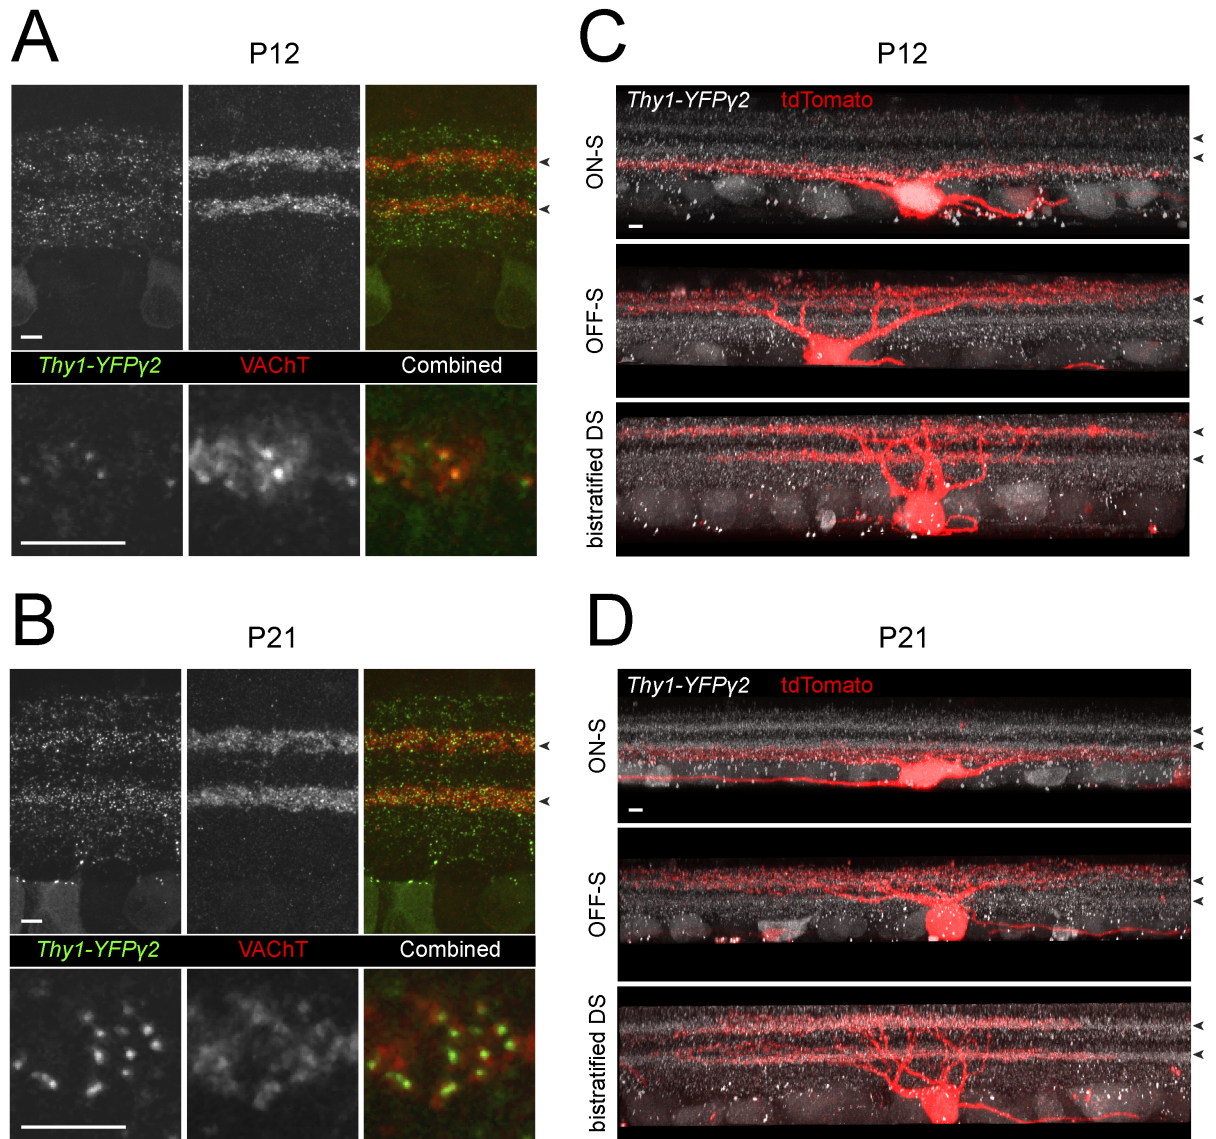 A
P12
Thy1-YFPγ2 VAChT Combined
B
P21
Thy1-YFPγ2 VAChT Combined
C
P12
Thy1-YFPγ2 tdTomato
ON-S
OFF-S
bistratified DS
D
P21
Thy1-YFPγ2 tdTomato
ON-S
OFF-S
bistratified DS